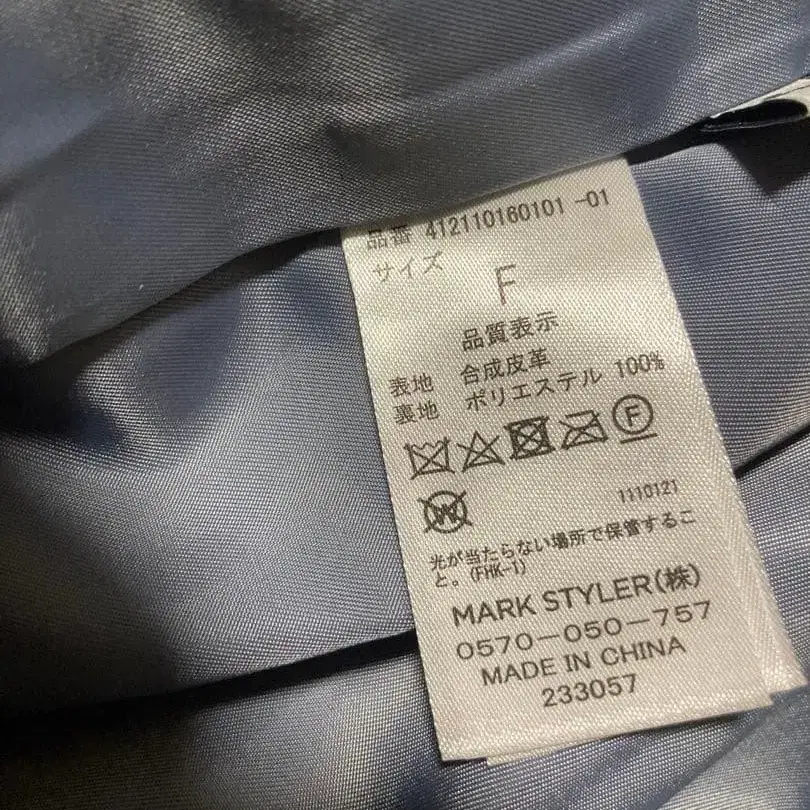 品番 412110160101 -01
サイズ
F
品質表示
表地 合成皮革
裏地 ポリエステル 100%
F
W
1110121
光が当たらない場所で保管するこ
と。(FHK-1)
MARK STYLER(株)
0570-050-757
MADE IN CHINA
233057